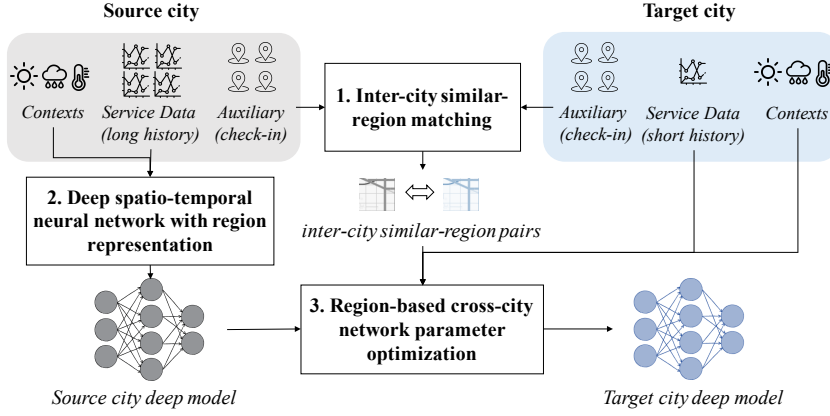 Source city
Target city
Contexts
Service Data
(long history)
Auxiliary
(check-in)
1. Inter-city similar-
region matching
Auxiliary
(check-in)
Service Data
(short history)
Contexts
2. Deep spatio-temporal
neural network with region
representation
inter-city similar-region pairs
3. Region-based cross-city
network parameter
optimization
Source city deep model
Target city deep model